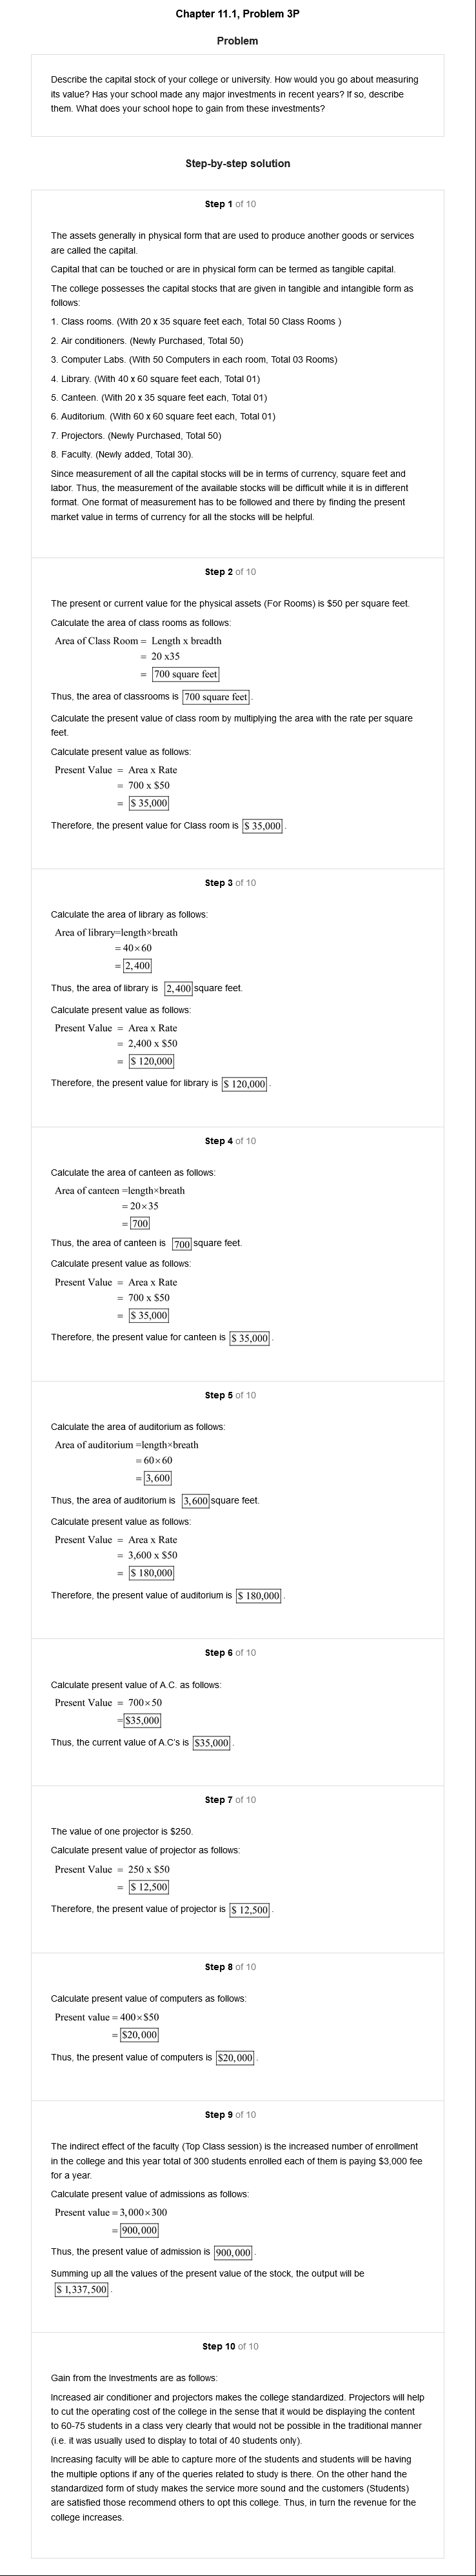 Chapter 11.1, Problem 3P
Problem
Describe the capital stock of your college or university. How would you go about measuring
its value? Has your school made any major investments in recent years? If so, describe
them. What does your school hope to gain from these investments?
Step-by-step solution
Step 1 of 10
The assets generally in physical form that are used to produce another goods or services
are called the capital.
Capital that can be touched or are in physical form can be termed as tangible capital.
The college possesses the capital stocks that are given in tangible and intangible form as
follows:
1. Class rooms. (With 20 x 35 square feet each, Total 50 Class Rooms )
2. Air conditioners. (Newly Purchased, Total 50)
3. Computer Labs. (With 50 Computers in each room, Total 03 Rooms)
4. Library. (With 40 x 60 square feet each, Total 01)
5. Canteen. (With 20 x 35 square feet each, Total 01)
6. Auditorium. (With 60 x 60 square feet each, Total 01)
7. Projectors. (Newly Purchased, Total 50)
8. Faculty. (Newly added, Total 30).
Since measurement of all the capital stocks will be in terms of currency, square feet and
labor. Thus, the measurement of the available stocks will be difficult while it is in different
format. One format of measurement has to be followed and there by finding the present
market value in terms of currency for all the stocks will be helpful.
Step 2 of 10
The present or current value for the physical assets (For Rooms) is $50 per square feet.
Calculate the area of class rooms as follows:
Area of Class Room = Length x breadth
= 20 x35
= 700 square feet
Thus, the area of classrooms is 700 square feet .
Calculate the present value of class room by multiplying the area with the rate per square
feet.
Calculate present value as follows:
Present Value = Area x Rate
= 700 x $50
= $ 35,000
Therefore, the present value for Class room is $ 35,000 .
Step 3 of 10
Calculate the area of library as follows:
Area of library=length×breath
= 40×60
= 2,400
Thus, the area of library is 2,400 square feet.
Calculate present value as follows:
Present Value = Area x Rate
= 2,400 x $50
= $ 120,000
Therefore, the present value for library is $ 120,000 .
Step 4 of 10
Calculate the area of canteen as follows:
Area of canteen =length×breath
= 20×35
= 700
Thus, the area of canteen is 700 square feet.
Calculate present value as follows:
Present Value = Area x Rate
= 700 x $50
= $ 35,000
Therefore, the present value for canteen is $ 35,000 .
Step 5 of 10
Calculate the area of auditorium as follows:
Area of auditorium =length×breath
= 60×60
= 3,600
Thus, the area of auditorium is 3,600 square feet.
Calculate present value as follows:
Present Value = Area x Rate
= 3,600 x $50
= $ 180,000
Therefore, the present value of auditorium is $ 180,000 .
Step 6 of 10
Calculate present value of A.C. as follows:
Present Value = 700×50
=$35,000
Thus, the current value of A.C's is $35,000 .
Step 7 of 10
The value of one projector is $250.
Calculate present value of projector as follows:
Present Value = 250 x $50
= $ 12,500
Therefore, the present value of projector is $ 12,500 .
Step 8 of 10
Calculate present value of computers as follows:
Present value = 400×$50
= $20,000
Thus, the present value of computers is $20,000 .
Step 9 of 10
The indirect effect of the faculty (Top Class session) is the increased number of enrollment
in the college and this year total of 300 students enrolled each of them is paying $3,000 fee
for a year.
Calculate present value of admissions as follows:
Present value = 3,000×300
= 900,000
Thus, the present value of admission is 900,000 .
Summing up all the values of the present value of the stock, the output will be
$ 1,337,500 .
Step 10 of 10
Gain from the Investments are as follows:
Increased air conditioner and projectors makes the college standardized. Projectors will help
to cut the operating cost of the college in the sense that it would be displaying the content
to 60-75 students in a class very clearly that would not be possible in the traditional manner
(i.e. it was usually used to display to total of 40 students only).
Increasing faculty will be able to capture more of the students and students will be having
the multiple options if any of the queries related to study is there. On the other hand the
standardized form of study makes the service more sound and the customers (Students)
are satisfied those recommend others to opt this college. Thus, in turn the revenue for the
college increases.